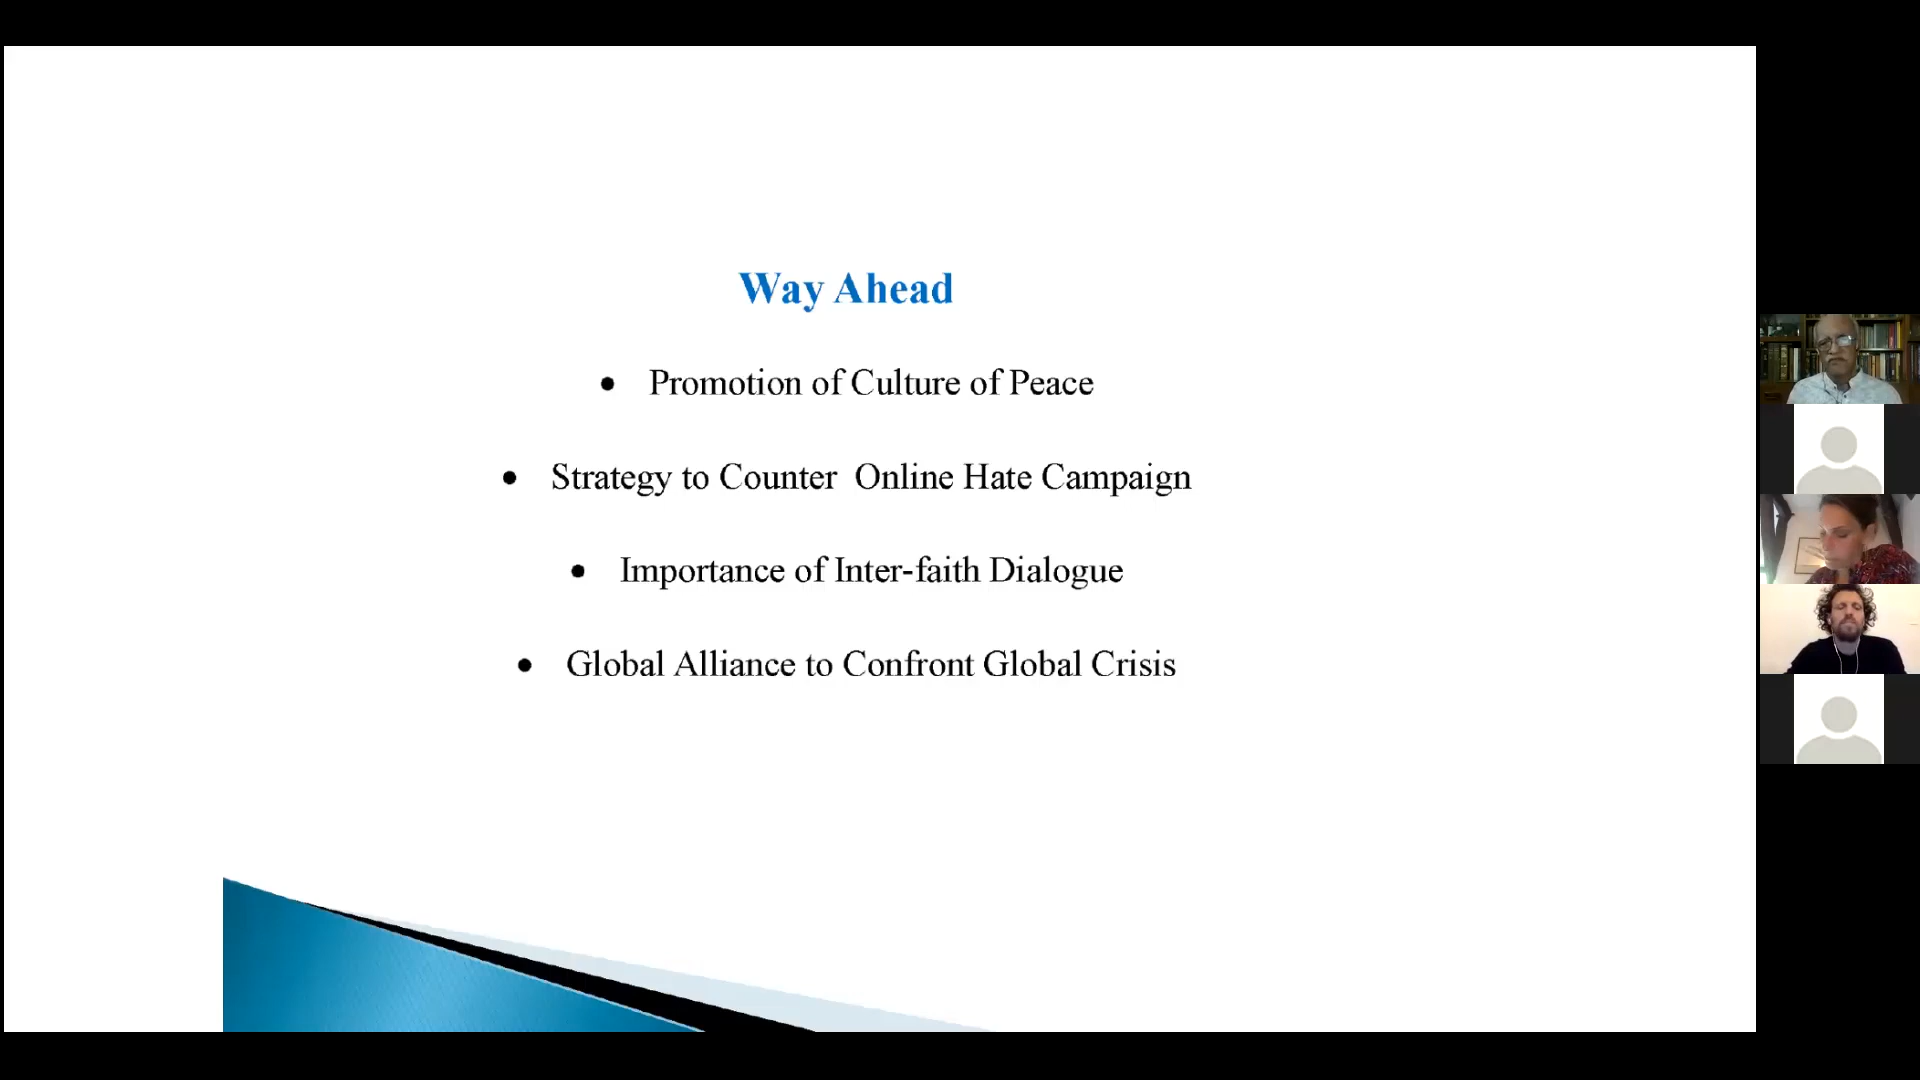 Way Ahead
• Promotion of Culture of Peace
• Strategy to Counter  Online Hate Campaign
• Importance of Inter-faith Dialogue
• Global Alliance to Confront Global Crisis